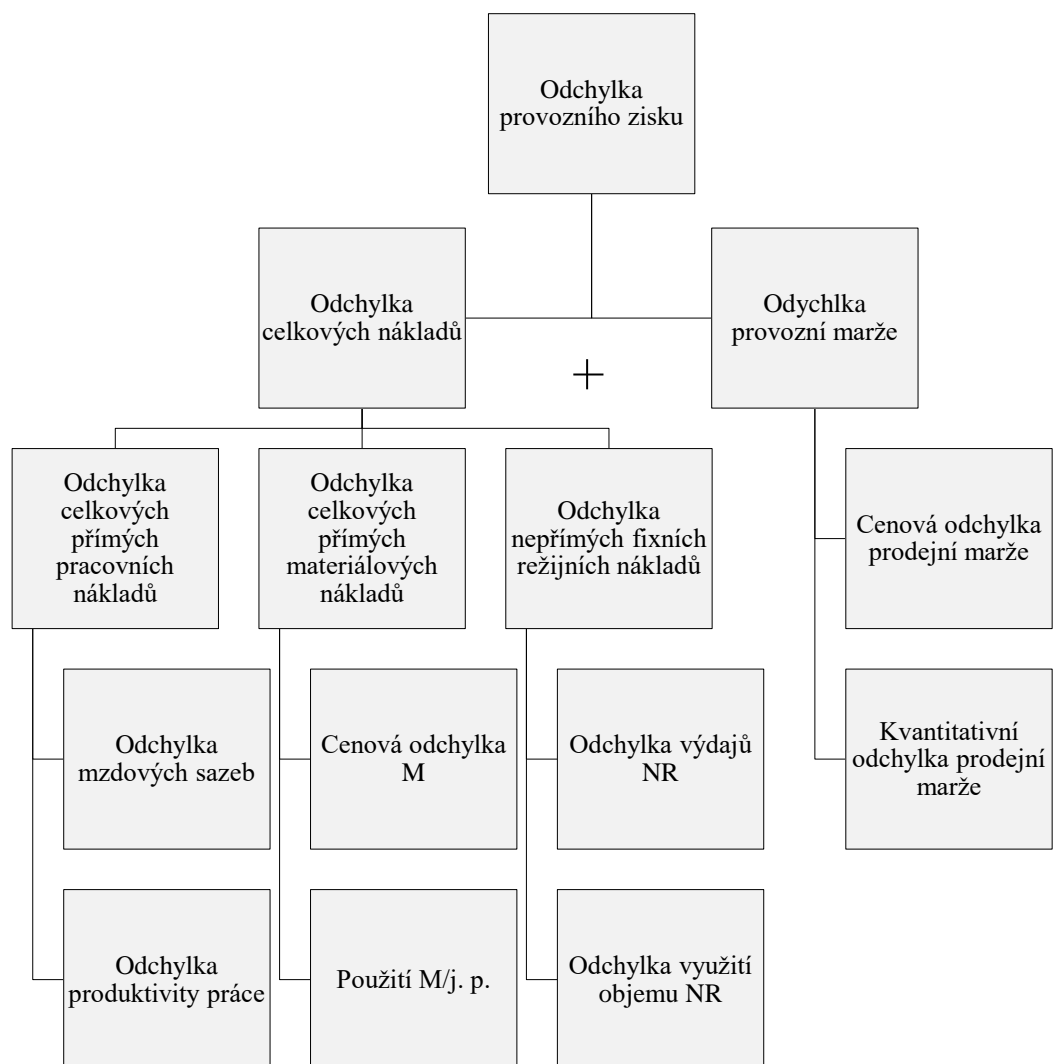 Odchylka
provozního zisku
Odchylka
celkových nákladů
Odychlka
provozní marže
+
Odchylka
celkových
přímých
pracovních
nákladů
Odchylka
celkových
přímých
materiálových
nákladů
Odchylka
nepřímých fixních
režijních nákladů
Cenová odchylka
prodejní marže
Odchylka
mzdových sazeb
Cenová odchylka
M
Odchylka výdajů
NR
Kvantitativní
odchylka prodejní
marže
Odchylka
produktivity práce
Použití M/j. p.
Odchylka využití
objemu NR